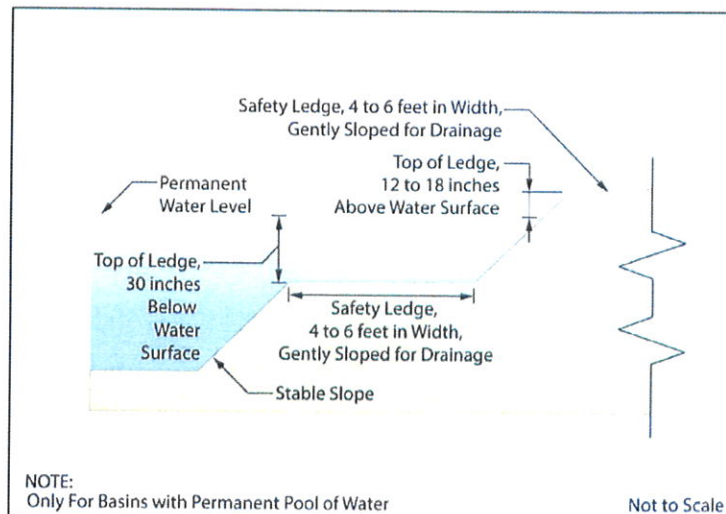 Safety Ledge, 4 to 6 feet in Width,
Gently Sloped for Drainage
Top of Ledge,
12 to 18 inches
Above Water Surface
Permanent
Water Level
Top of Ledge,
30 inches
Below
Water
Surface
Safety Ledge,
4 to 6 feet in Width,
Gently Sloped for Drainage
Stable Slope
NOTE:
Only For Basins with Permanent Pool of Water
Not to Scale